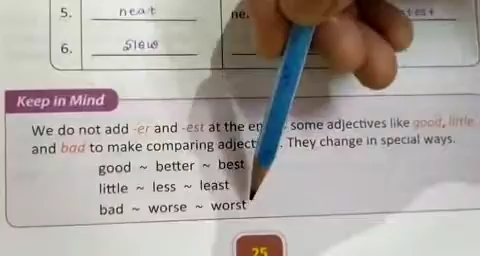 5. neat ne
6. slow
Keep in Mind
We do not add -er and -est at the en some adjectives like good, little
and bad to make comparing adject . They change in special ways.
good ~ better ~ best
little ~ less ~ least
bad ~ worse ~ worst
25